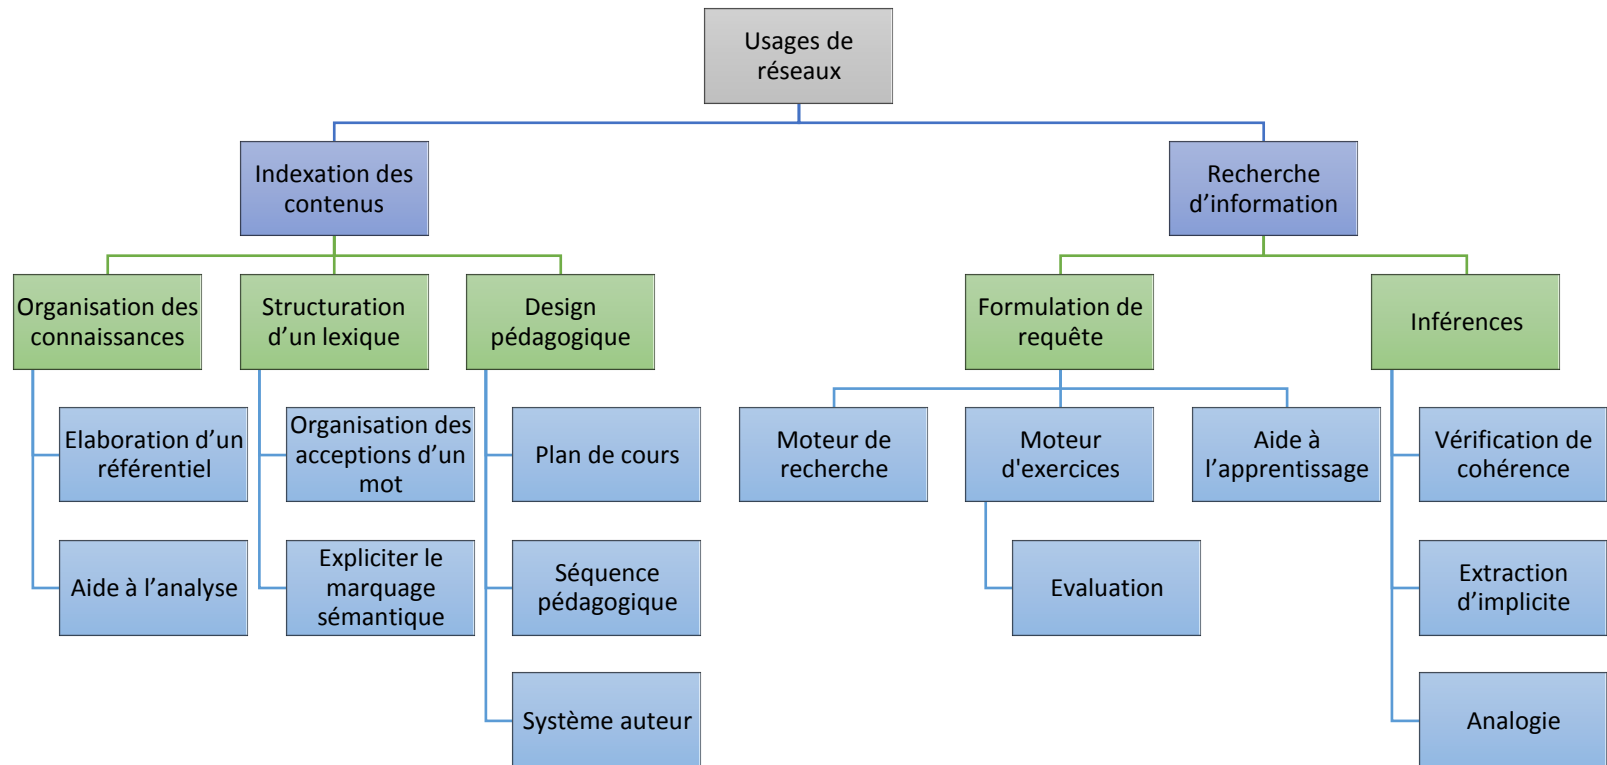 Usages de
réseaux
Indexation des
contenus
Recherche
d’information
Organisation des
connaissances
Structuration
d’un lexique
Design
pédagogique
Formulation de
requête
Inférences
Elaboration d’un
référentiel
Organisation des
acceptions d’un
mot
Plan de cours
Moteur de
recherche
Moteur
d'exercices
Aide à
l’apprentissage
Vérification de
cohérence
Aide à l’analyse
Expliciter le
marquage
sémantique
Séquence
pédagogique
Evaluation
Extraction
d’implicite
Système auteur
Analogie